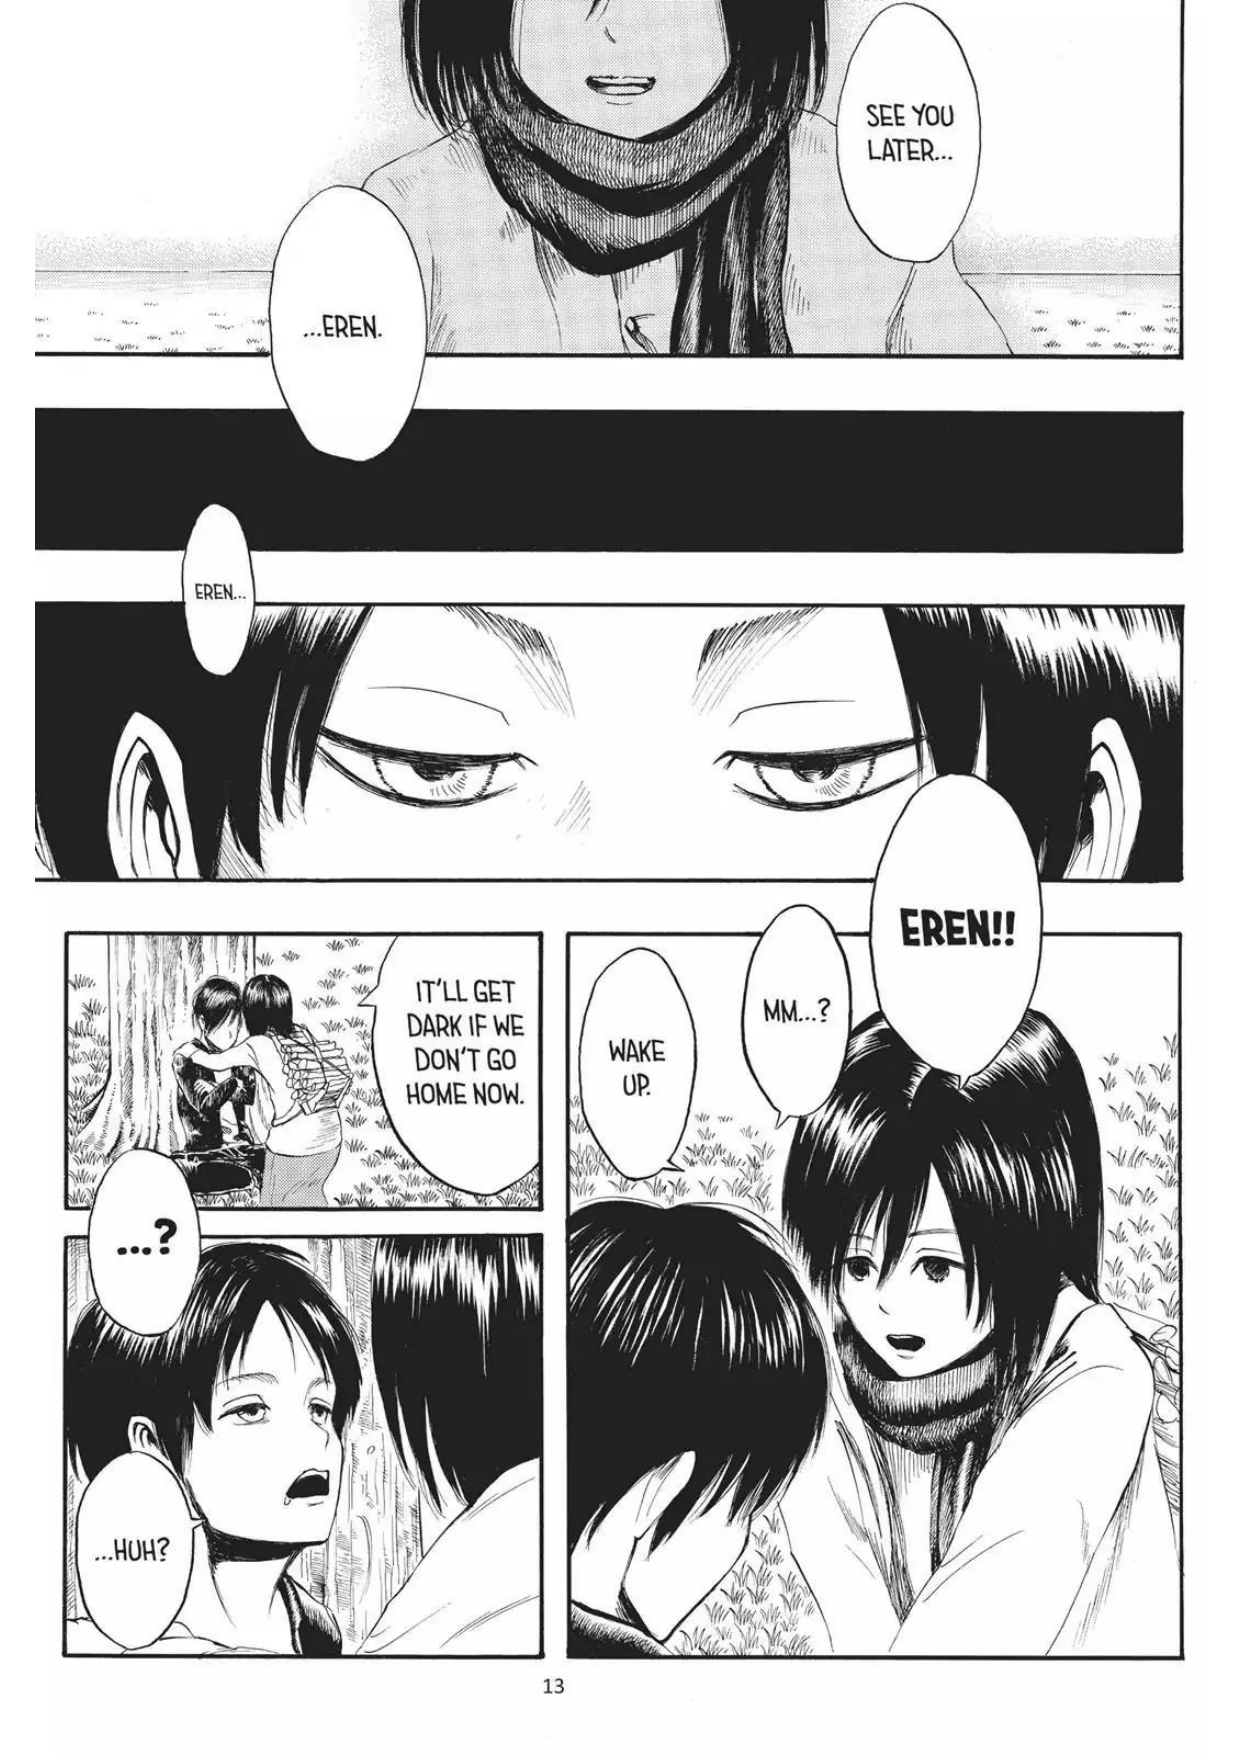 SEE YOU
LATER...
...EREN.
EREN...
EREN!!
MM...?
WAKE
UP.
IT'LL GET
DARK IF WE
DON'T GO
HOME NOW.
...?
...HUH?
13